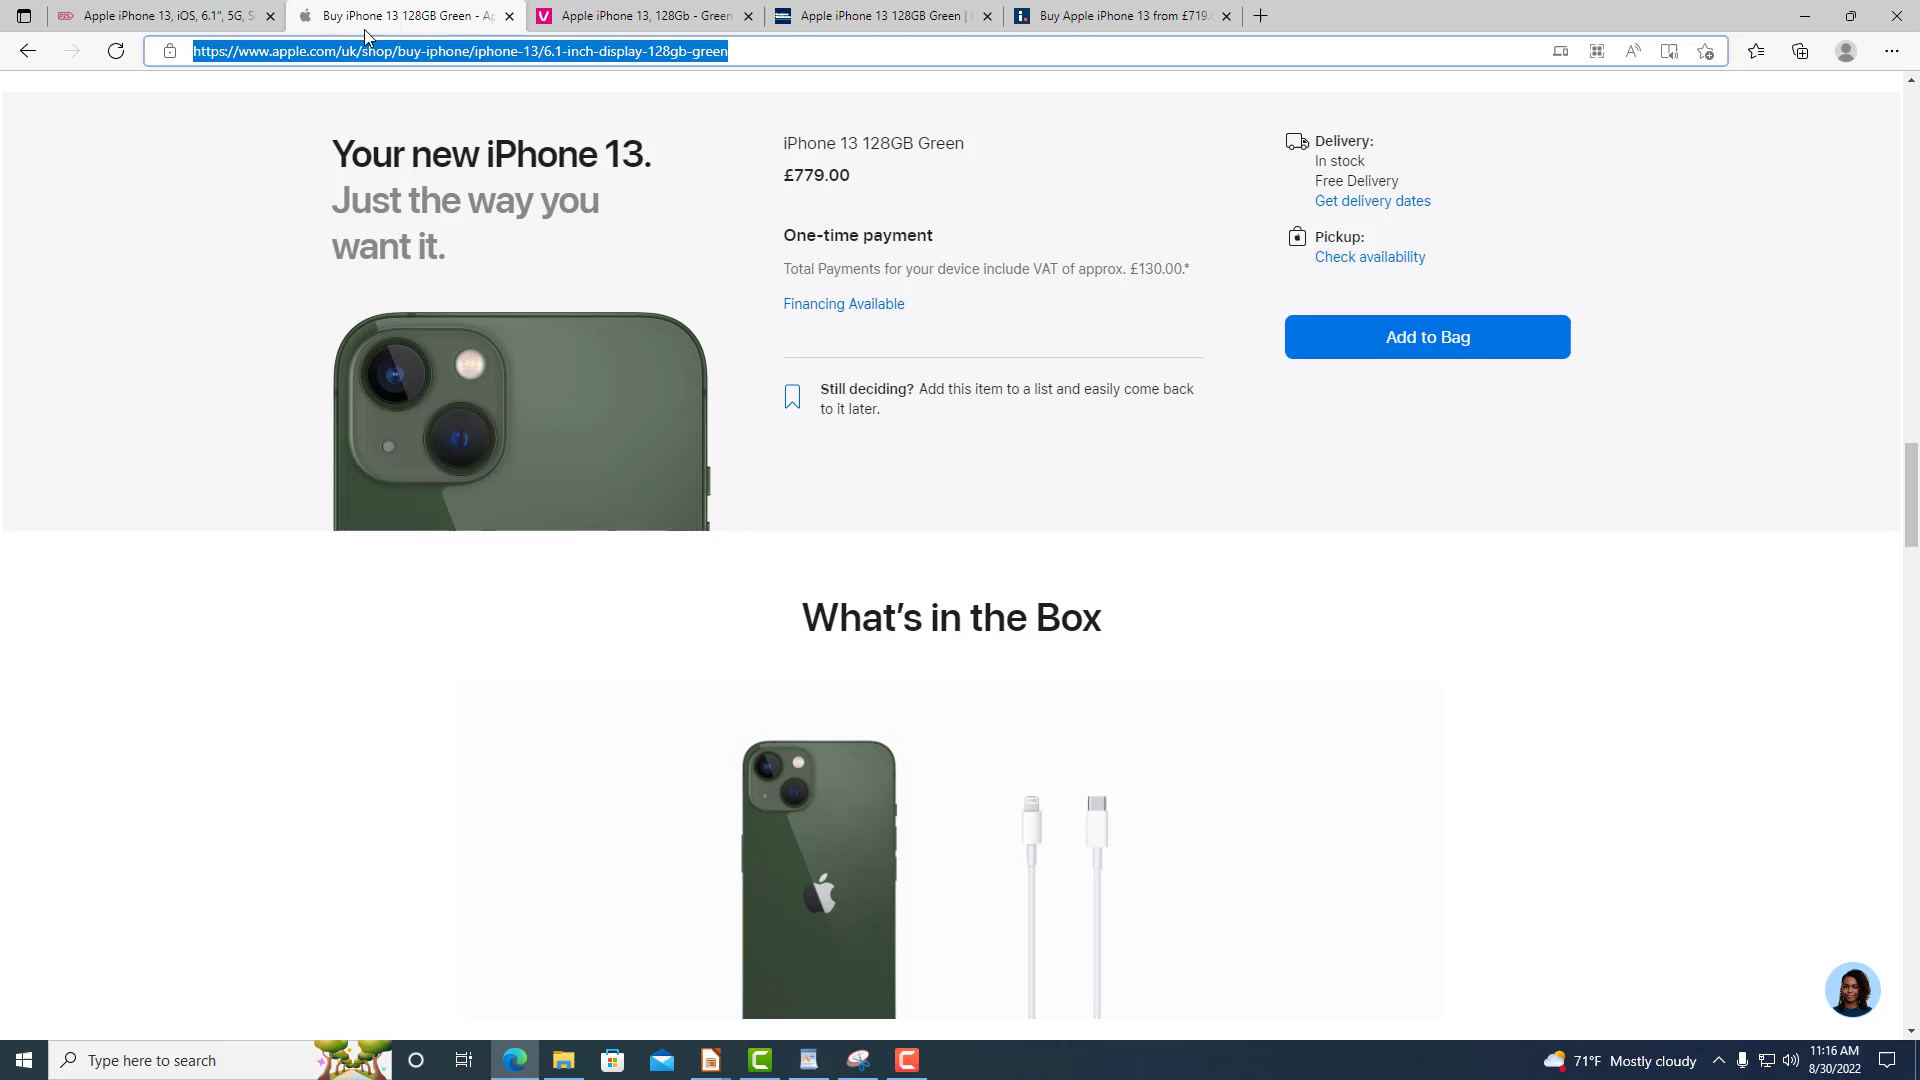 Apple iPhone 13, iOS, 6.1", 5G, S
Buy iPhone 13 128GB Green - Ap
Apple iPhone 13, 128Gb - Green
Apple iPhone 13 128GB Green |
Buy Apple iPhone 13 from £719.
https://www.apple.com/uk/shop/buy-iphone/iphone-13/6.1-inch-display-128gb-green
Your new iPhone 13.
Just the way you
want it.
iPhone 13 128GB Green
£779.00
One-time payment
Total Payments for your device include VAT of approx. £130.00.*
Financing Available
Still deciding? Add this item to a list and easily come back
to it later.
Delivery:
In stock
Free Delivery
Get delivery dates
Pickup:
Check availability
Add to Bag
What's in the Box
Type here to search
71°F Mostly cloudy
11:16 AM
8/30/2022